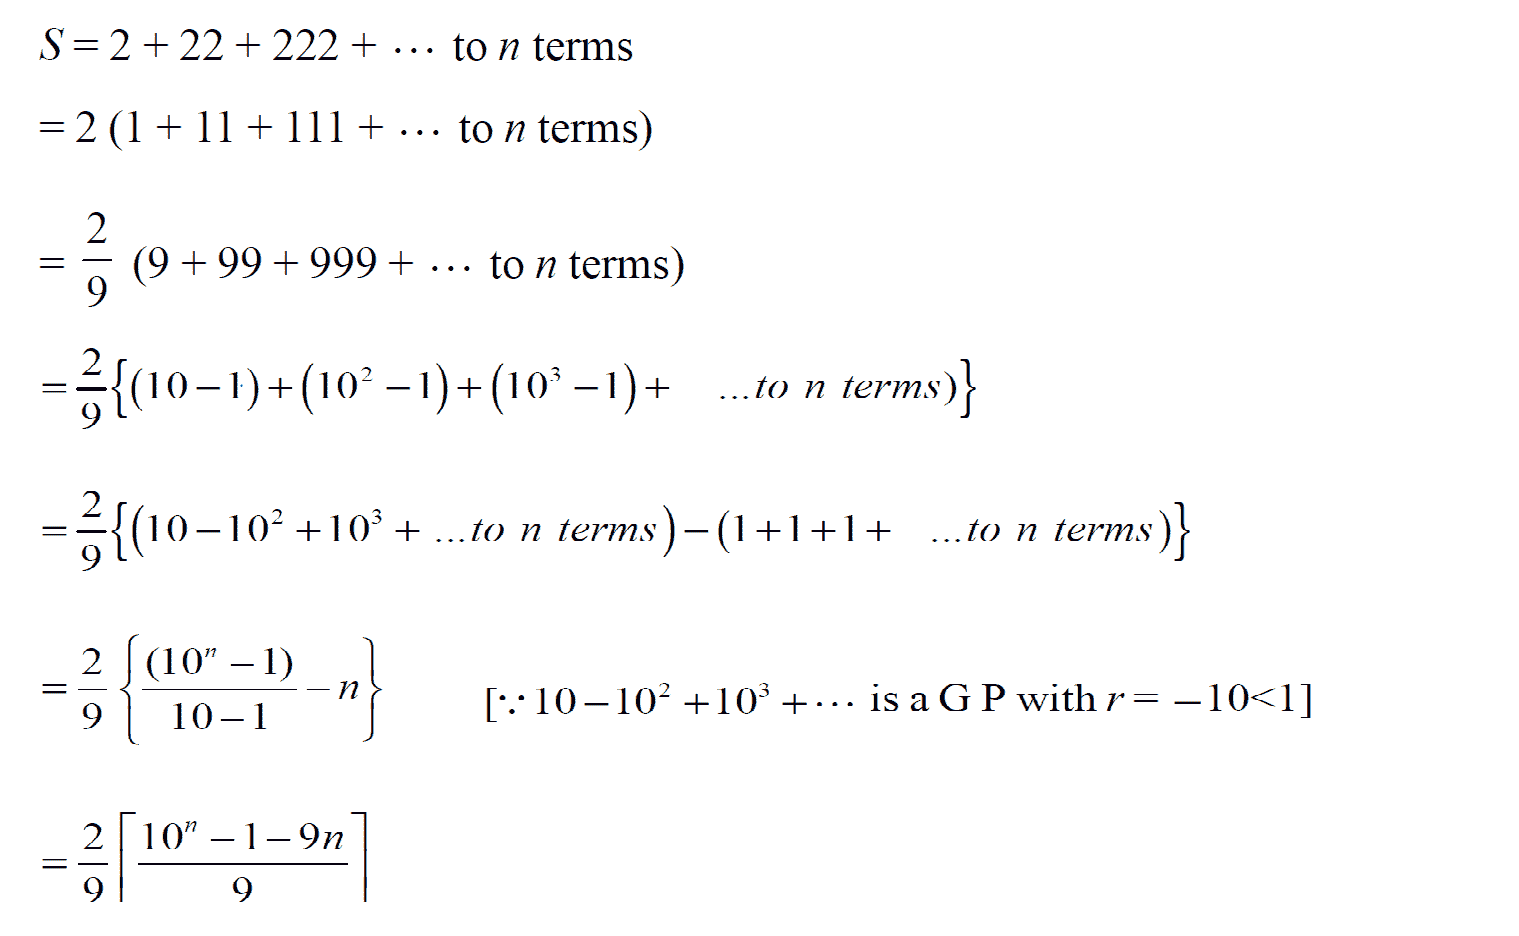 S = 2 + 22 + 222 + ⋯ to n terms
= 2 (1 + 11 + 111 + ⋯ to n terms)
= 2/9 (9 + 99 + 999 + ⋯ to n terms)
= 2/9 {(10 − 1) + (10² − 1) + (10³ − 1) + ...to n terms)}
= 2/9 {(10 − 10² + 10³ + ...to n terms) − (1 + 1 + 1 + ...to n terms)}
= 2/9 {(10ⁿ − 1)/(10 − 1) − n} [∵ 10 − 10² + 10³ + ⋯ is a G P with r = −10<1]
= 2/9 [(10ⁿ − 1 − 9n)/9]